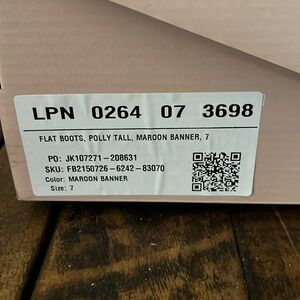 LPN 0264 07 3698
FLAT BOOTS, POLLY TALL, MAROON BANNER, 7
PO: JK107271-208631
SKU: FB2150726-6242-83070
Color: MAROON BANNER
Size: 7